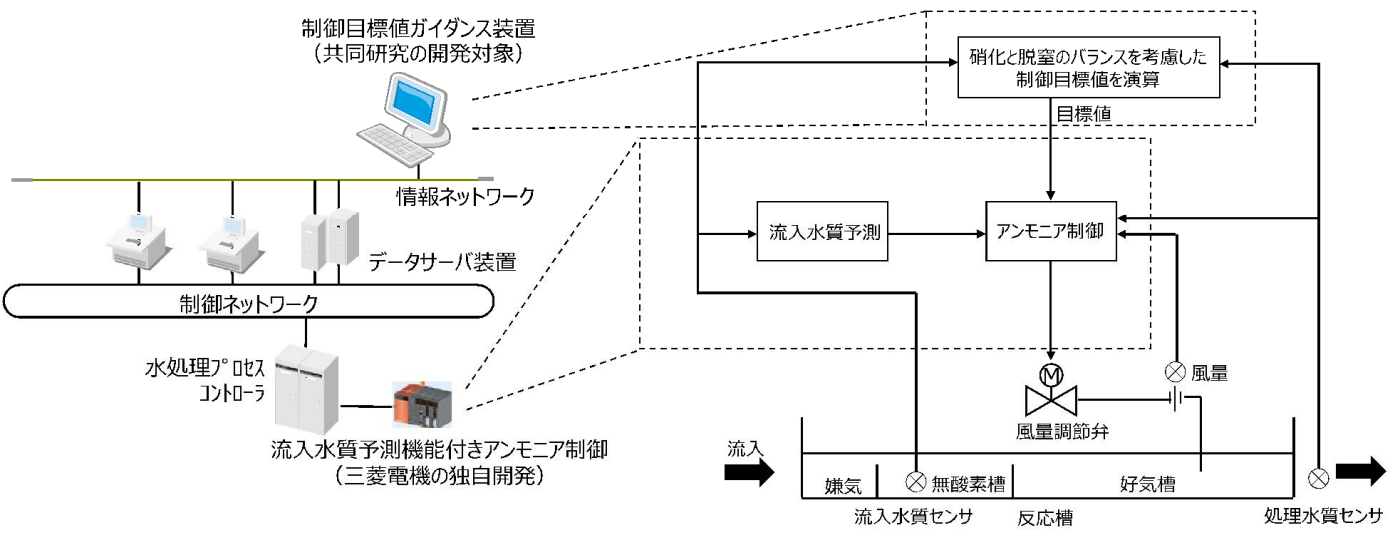 制御目標値ガイダンス装置
（共同研究の開発対象）
情報ネットワーク
データサーバ装置
制御ネットワーク
水処理プロセス
コントローラ
流入水質予測機能付きアンモニア制御
（三菱電機の独自開発）
硝化と脱窒のバランスを考慮した
制御目標値を演算
目標値
流入水質予測
アンモニア制御
M
風量
風量調節弁
流入
嫌気
無酸素槽
好気槽
流入水質センサ
反応槽
処理水質センサ